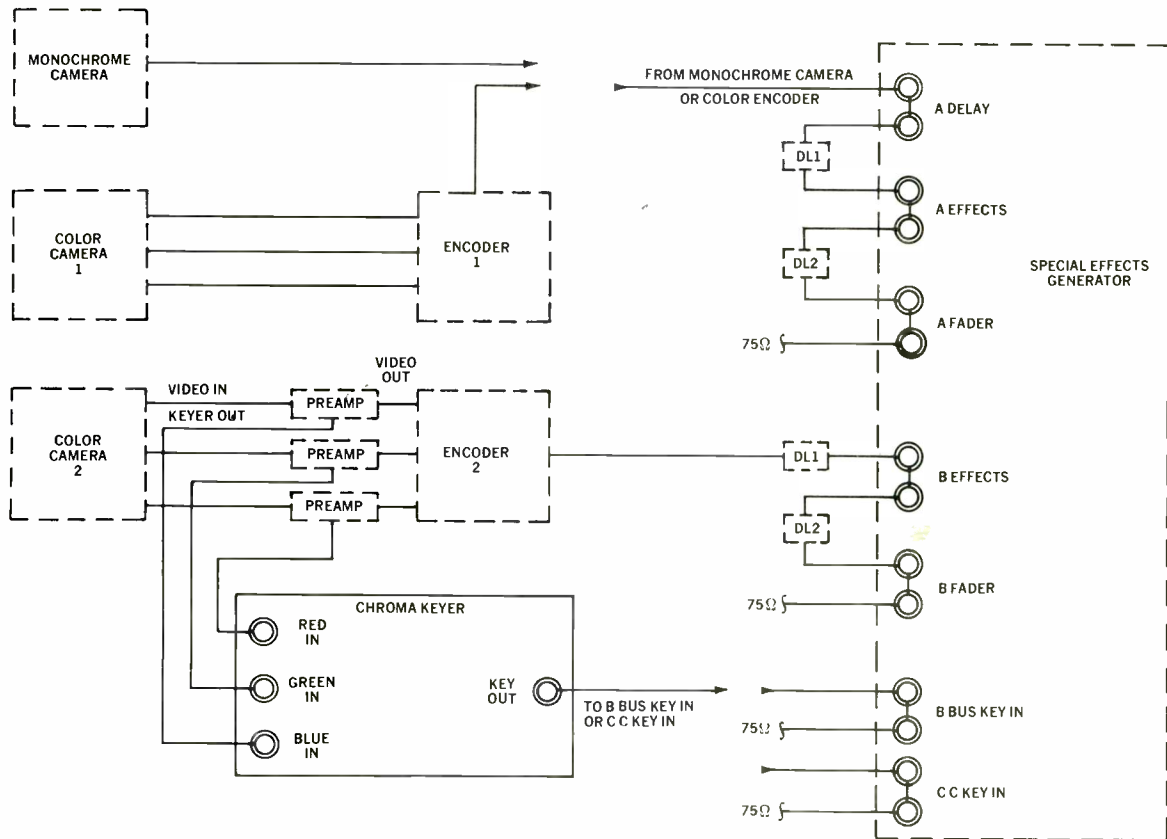 MONOCHROME
CAMERA
FROM MONOCHROME CAMERA
OR COLOR ENCODER
A DELAY
DL1
COLOR
CAMERA
1
ENCODER
1
A EFFECTS
DL2
SPECIAL EFFECTS
GENERATOR
A FADER
75Ω
COLOR
CAMERA
2
VIDEO IN
KEYER OUT
PREAMP
PREAMP
PREAMP
VIDEO
OUT
ENCODER
2
DL1
B EFFECTS
DL2
B FADER
75Ω
CHROMA KEYER
RED
IN
GREEN
IN
BLUE
IN
KEY
OUT
TO B BUS KEY IN
OR C C KEY IN
B BUS KEY IN
75Ω
C C KEY IN
75Ω